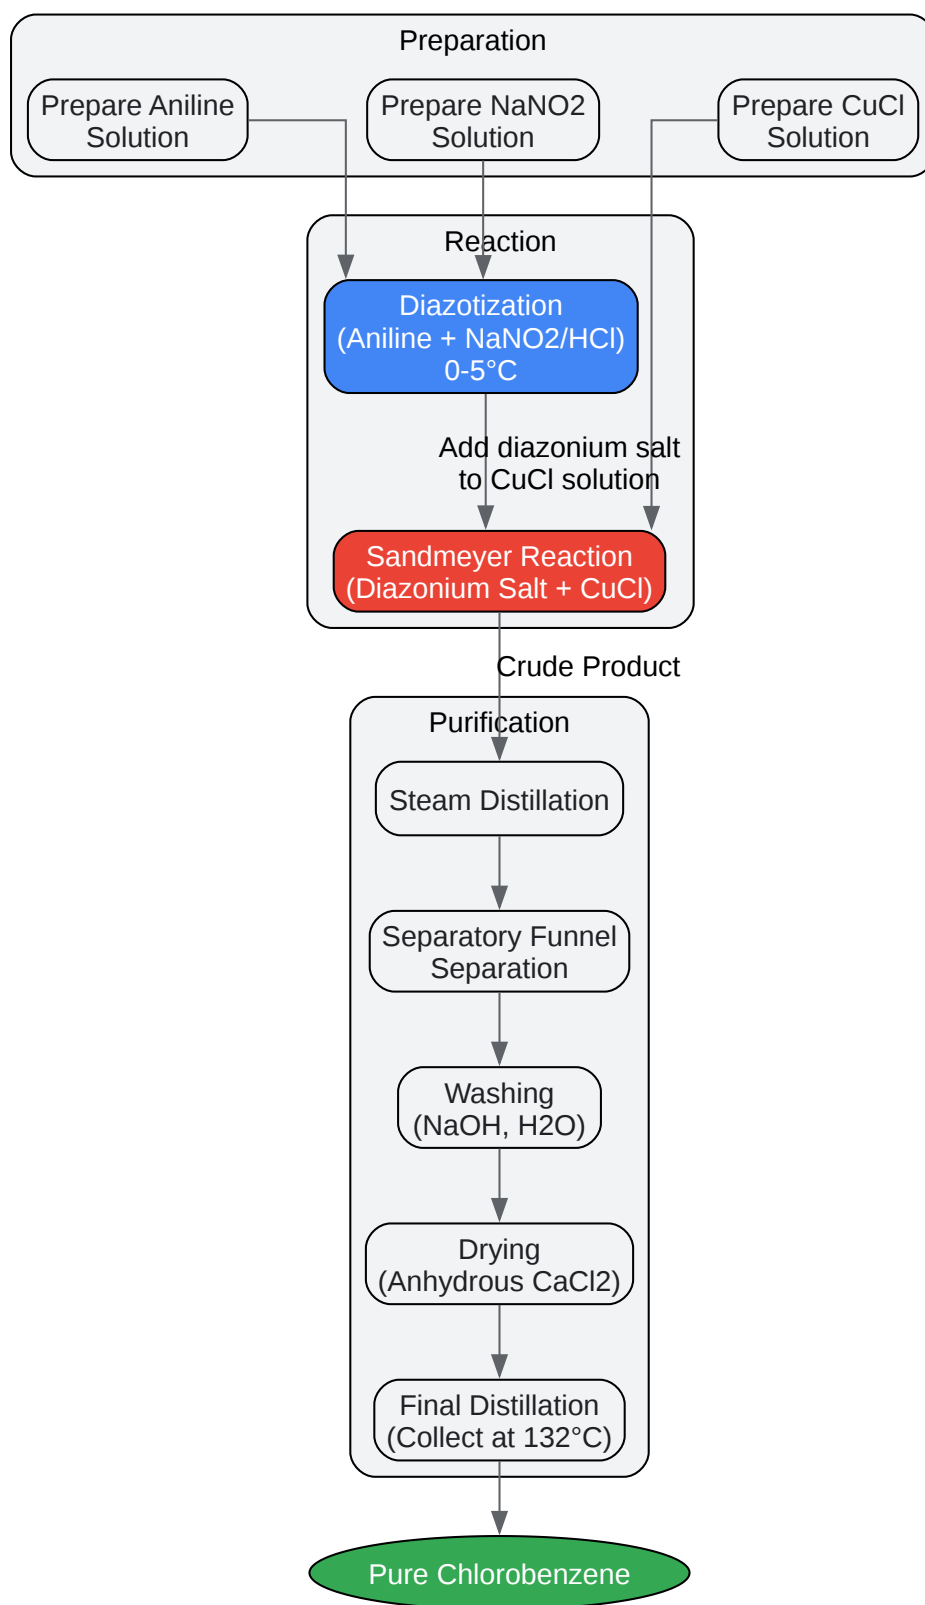 Preparation
Prepare Aniline
Solution
Prepare NaNO2
Solution
Prepare CuCl
Solution
Reaction
Diazotization
(Aniline + NaNO2/HCl)
0-5°C
Add diazonium salt
to CuCl solution
Sandmeyer Reaction
(Diazonium Salt + CuCl)
Crude Product
Purification
Steam Distillation
Separatory Funnel
Separation
Washing
(NaOH, H2O)
Drying
(Anhydrous CaCl2)
Final Distillation
(Collect at 132°C)
Pure Chlorobenzene